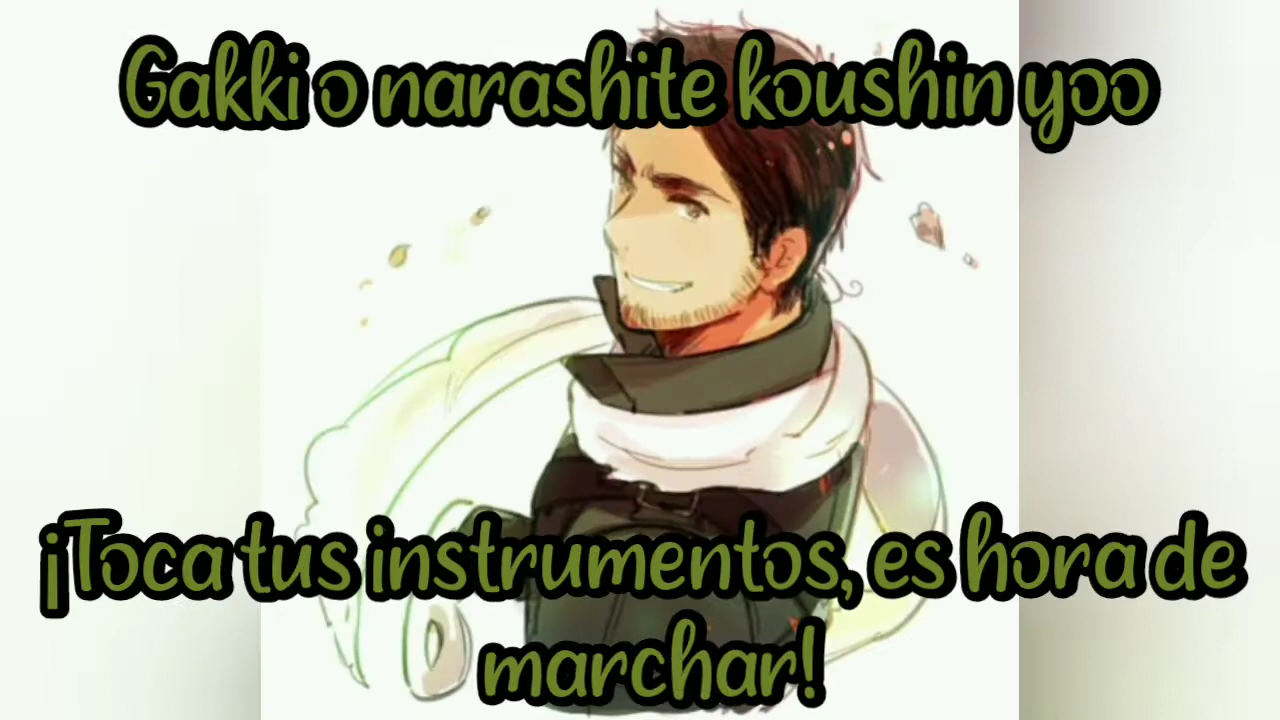 Gakki o narashite koushin yoo
¡Toca tus instrumentos, es hora de
marchar!